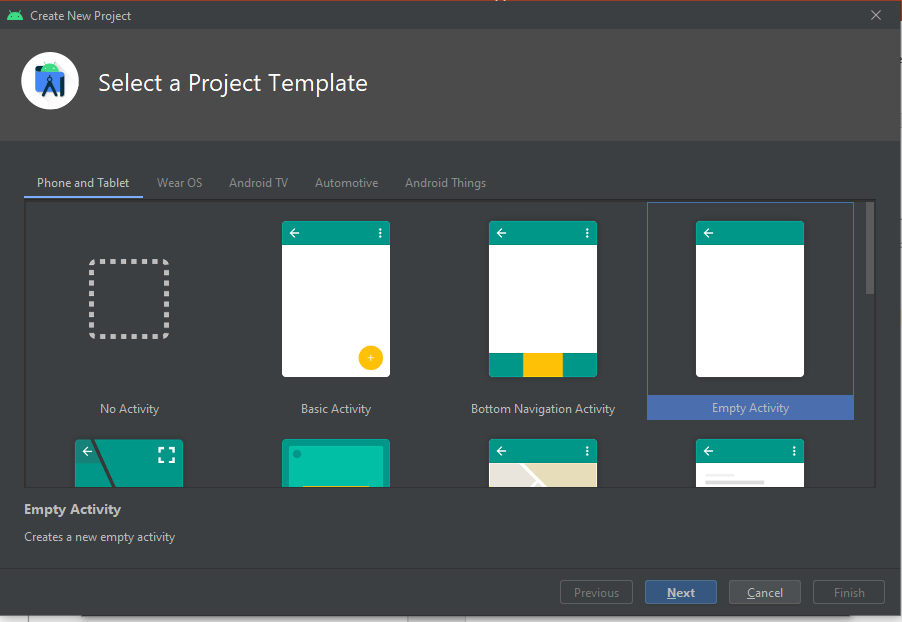 Create New Project
Select a Project Template
Phone and Tablet
Wear OS
Android TV
Automotive
Android Things
No Activity
Basic Activity
Bottom Navigation Activity
Empty Activity
Empty Activity
Creates a new empty activity
Previous
Next
Cancel
Finish